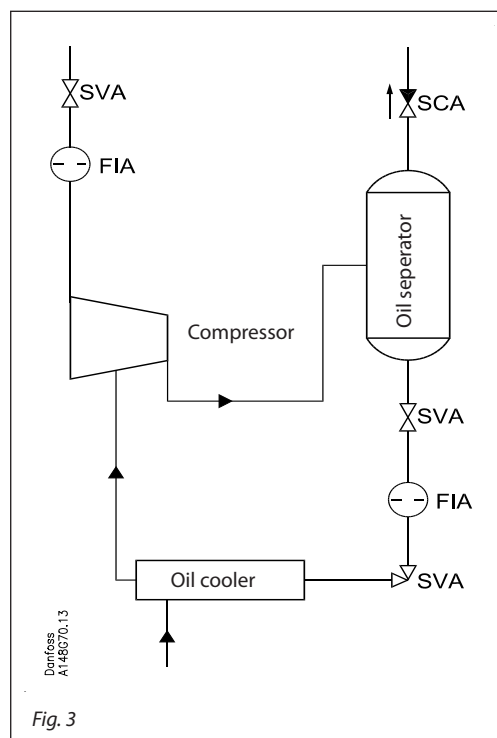 SVA
SCA
FIA
Oil seperator
Compressor
SVA
FIA
Oil cooler
SVA
Danfoss
A148G70.13
Fig. 3